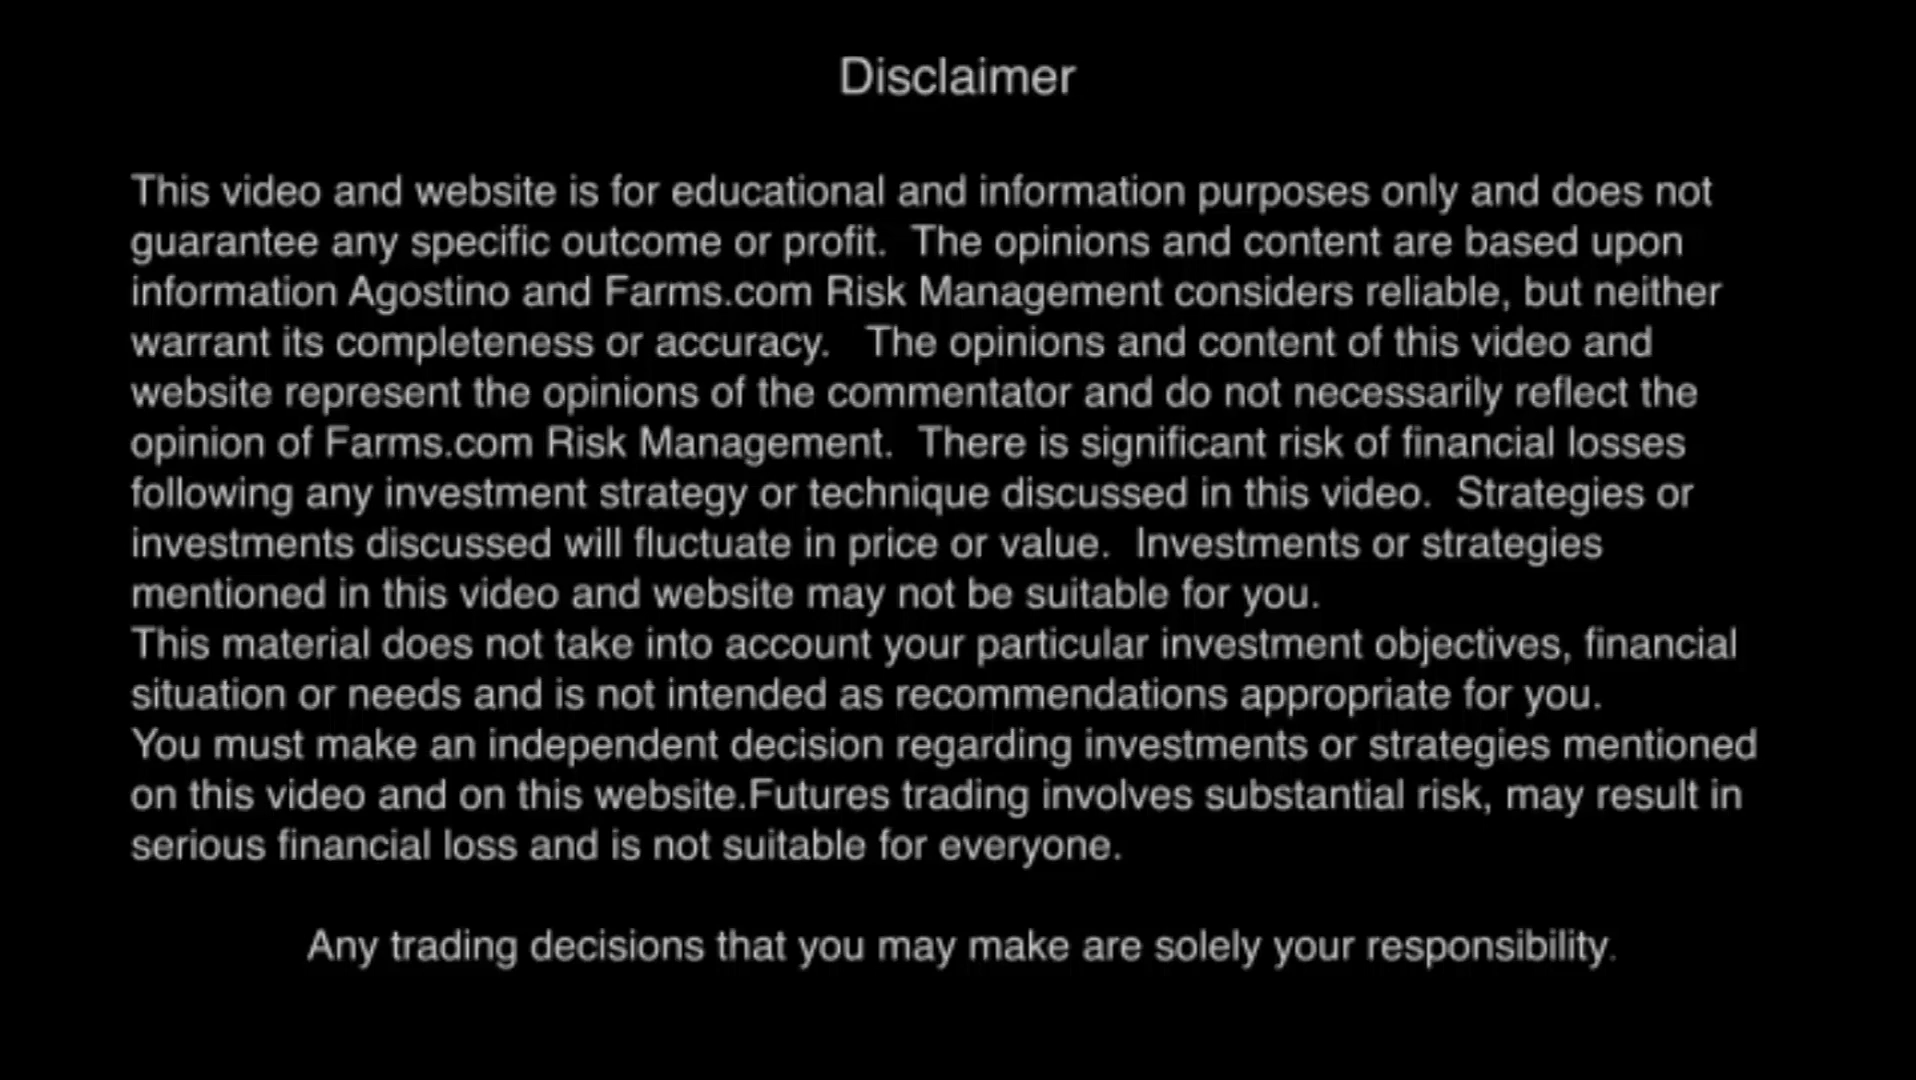 Disclaimer
This video and website is for educational and information purposes only and does not
guarantee any specific outcome or profit.  The opinions and content are based upon
information Agostino and Farms.com Risk Management considers reliable, but neither
warrant its completeness or accuracy.   The opinions and content of this video and
website represent the opinions of the commentator and do not necessarily reflect the
opinion of Farms.com Risk Management.  There is significant risk of financial losses
following any investment strategy or technique discussed in this video.  Strategies or
investments discussed will fluctuate in price or value.  Investments or strategies
mentioned in this video and website may not be suitable for you.
This material does not take into account your particular investment objectives, financial
situation or needs and is not intended as recommendations appropriate for you.
You must make an independent decision regarding investments or strategies mentioned
on this video and on this website.Futures trading involves substantial risk, may result in
serious financial loss and is not suitable for everyone.
Any trading decisions that you may make are solely your responsibility.